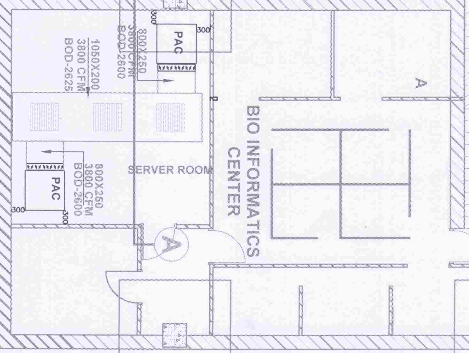 300
PAC
300
800X250
3800 CFM
BOD-2600
1050X200
3800 CFM
BOD-2625
A
BIO INFORMATICS
CENTER
SERVER ROOM
PAC
800X250
3800 CFM
BOD-2600
300
300
A